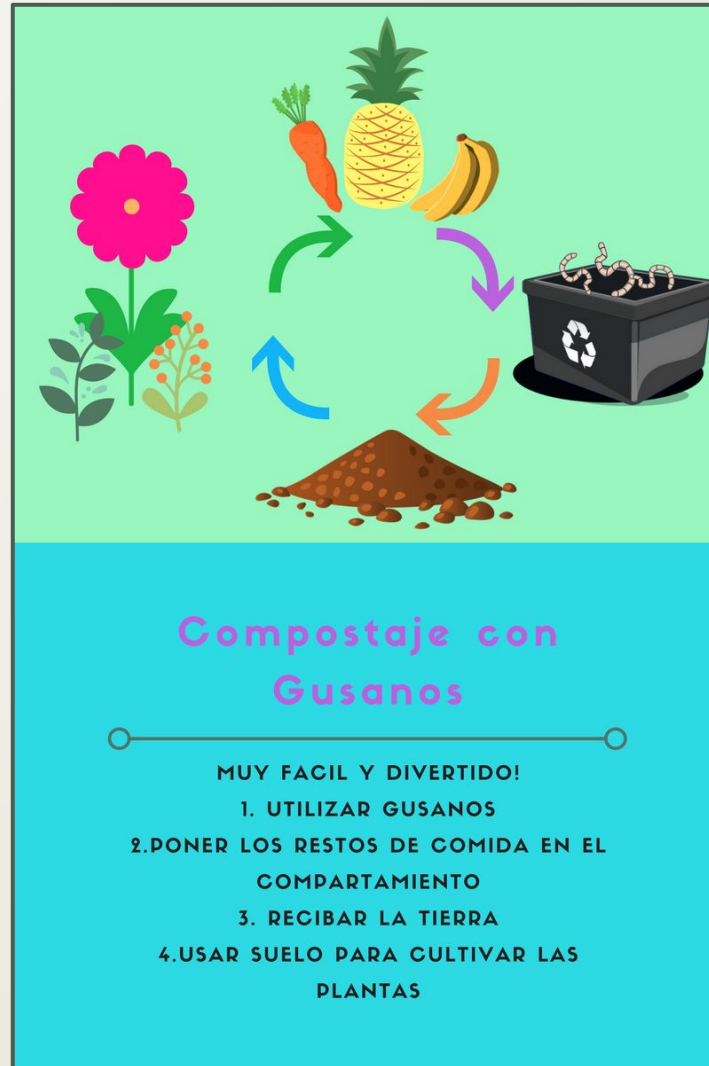 Compostaje con
Gusanos
MUY FACIL Y DIVERTIDO!
1. UTILIZAR GUSANOS
2.PONER LOS RESTOS DE COMIDA EN EL
COMPARTAMIENTO
3. RECIBAR LA TIERRA
4.USAR SUELO PARA CULTIVAR LAS
PLANTAS